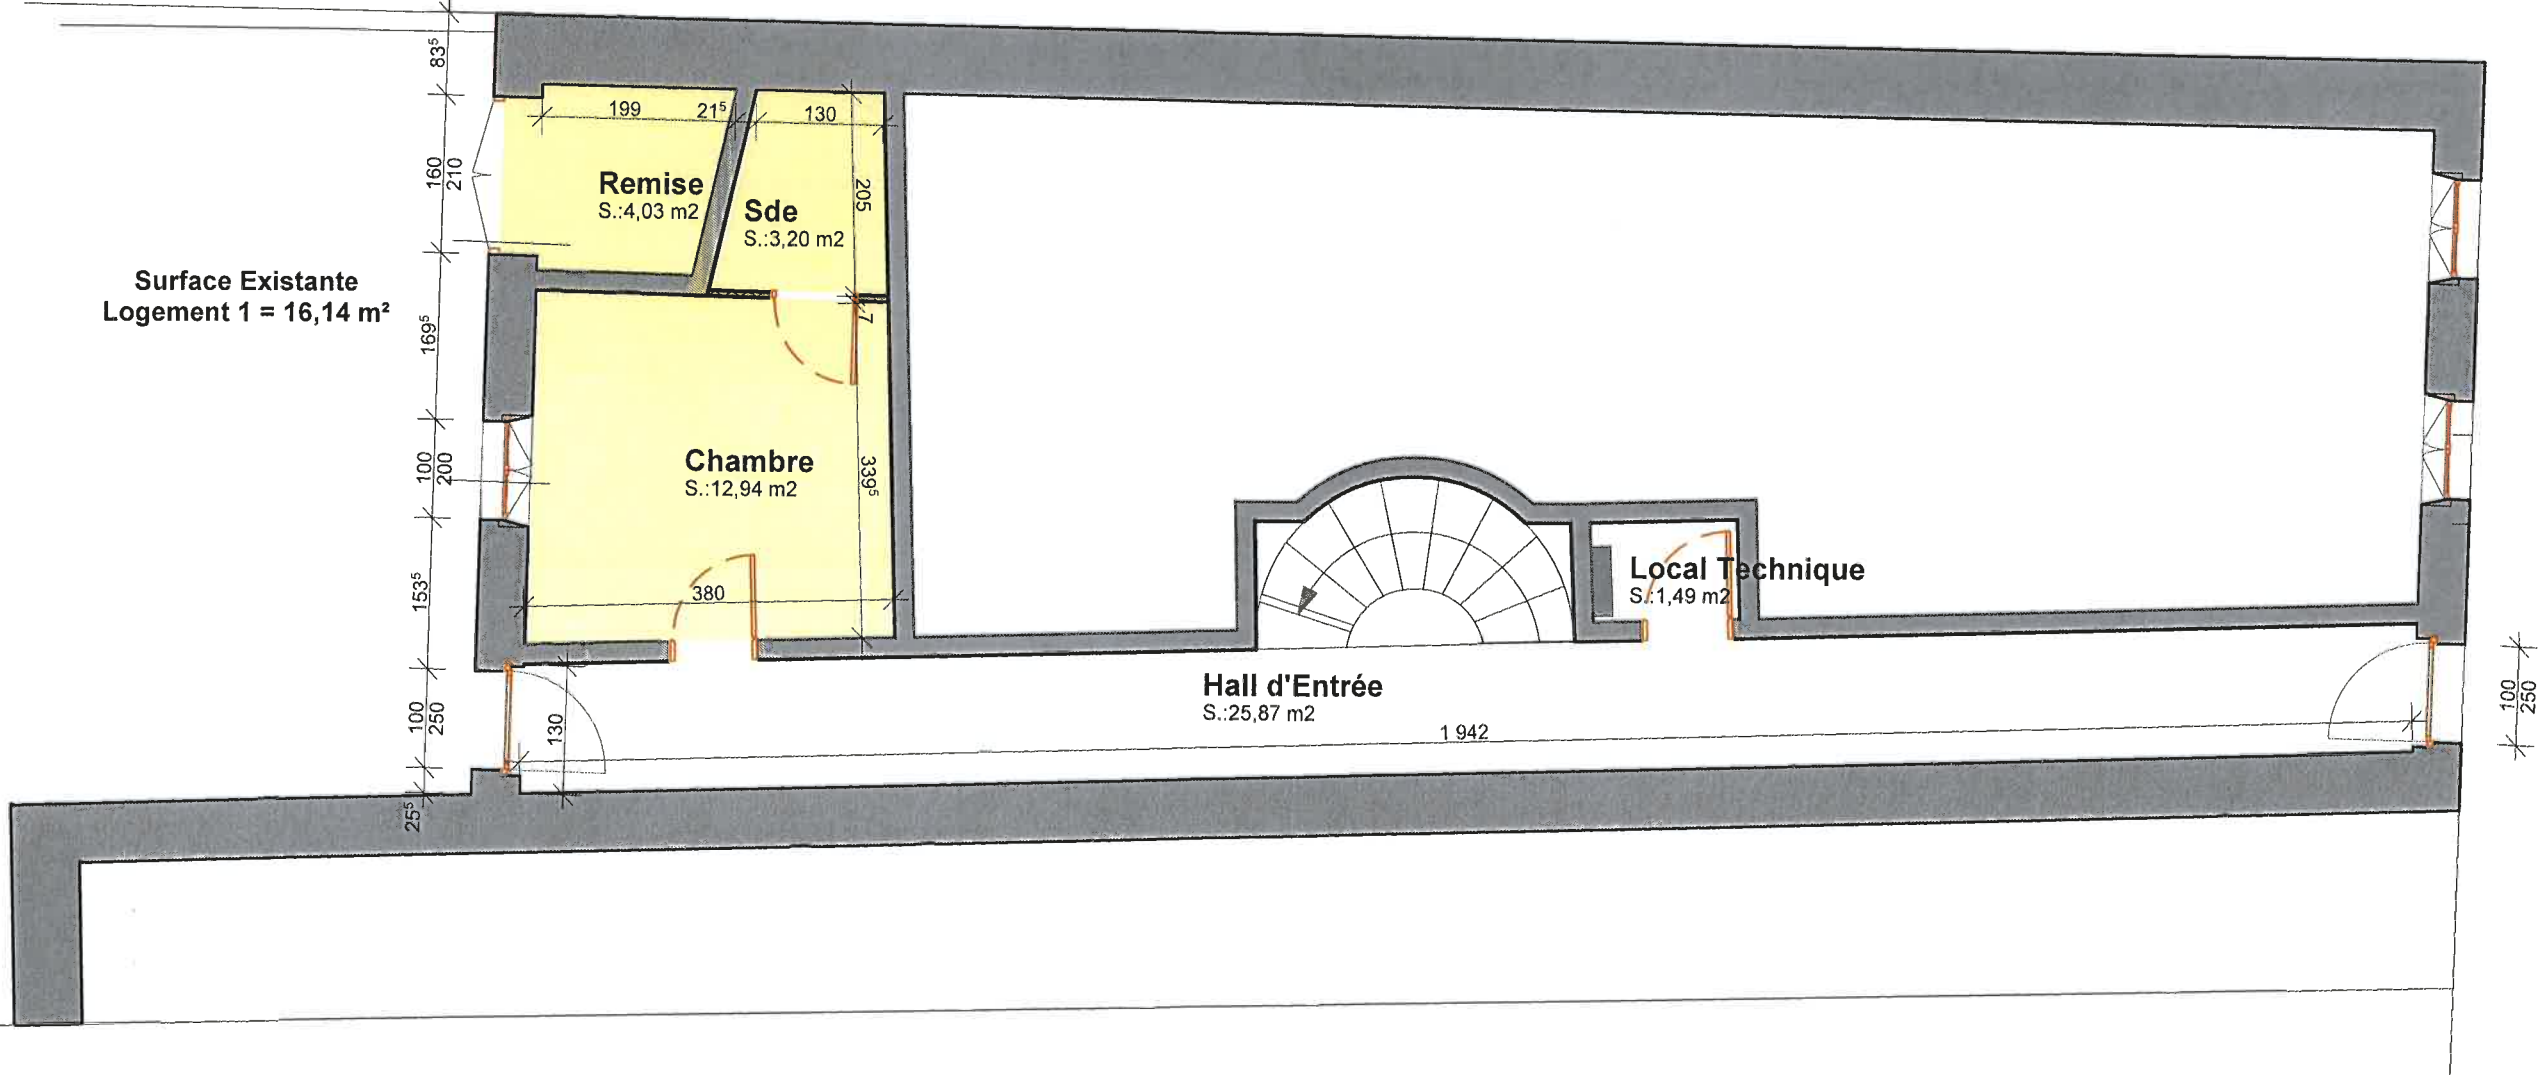 83⁵
199
21⁵
130
160
210
Remise
S.:4,03 m2
205
Sde
S.:3,20 m2
Surface Existante
Logement 1 = 16,14 m²
169⁵
7
100
200
Chambre
S.:12,94 m2
339⁵
153⁵
380
Local Technique
S.:1,49 m2
Hall d'Entrée
S.:25,87 m2
100
250
130
1 942
100
250
25⁵